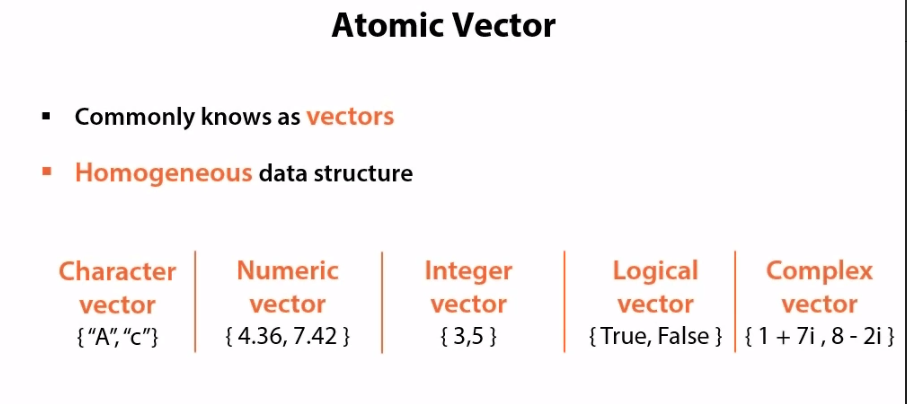 Atomic Vector
▪ Commonly knows as vectors
▪ Homogeneous data structure
Character vector
{ “A”, “c”}
Numeric vector
{ 4.36, 7.42 }
Integer vector
{ 3,5 }
Logical vector
{ True, False }
Complex vector
{ 1 + 7i , 8 - 2i }